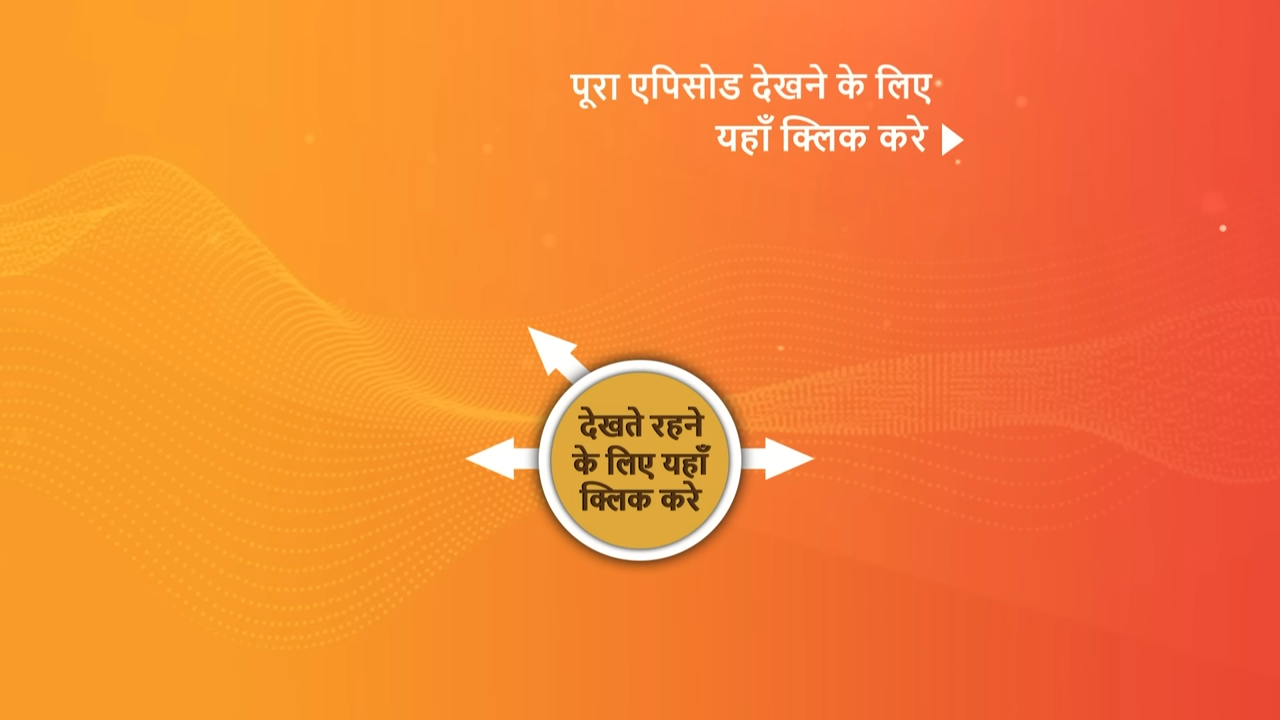 पूरा एपिसोड देखने के लिए
यहाँ क्लिक करे
देखते रहने
के लिए यहाँ
क्लिक करे